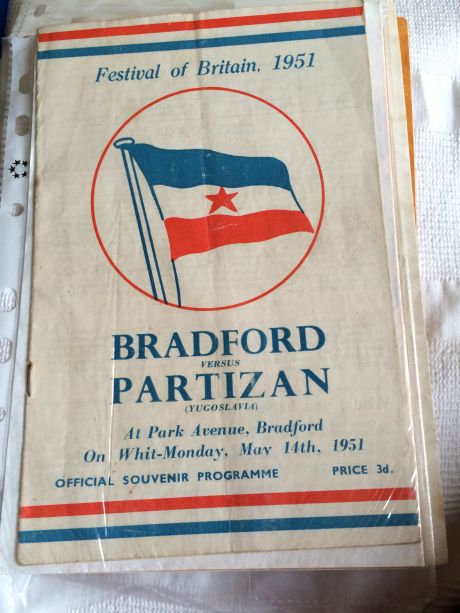 Festival of Britain, 1951
BRADFORD
VERSUS
PARTIZAN
(YUGOSLAVIA)
At Park Avenue, Bradford
On Whit-Monday, May 14th, 1951
OFFICIAL SOUVENIR PROGRAMME PRICE 3d.